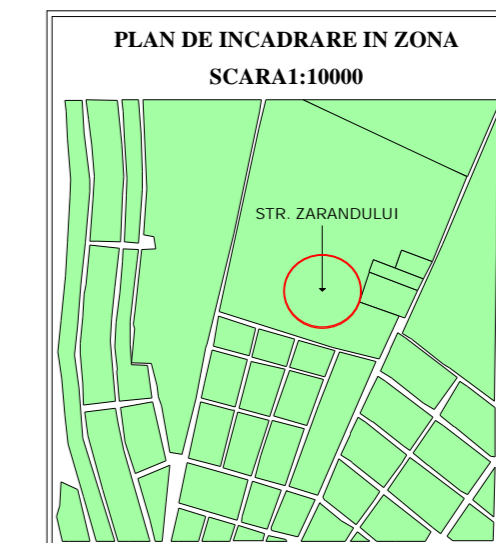 PLAN DE INCADRARE IN ZONA
SCARA1:10000
STR. ZARANDULUI